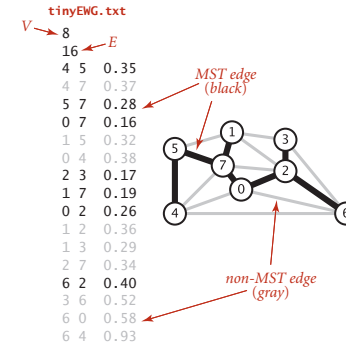 tinyEWG.txt
V
8
16
E
4 5 0.35
4 7 0.37
5 7 0.28
0 7 0.16
1 5 0.32
0 4 0.38
2 3 0.17
1 7 0.19
0 2 0.26
1 2 0.36
1 3 0.29
2 7 0.34
6 2 0.40
3 6 0.52
6 0 0.58
6 4 0.93
MST edge
(black)
1
3
5
7
2
0
4
6
non-MST edge
(gray)